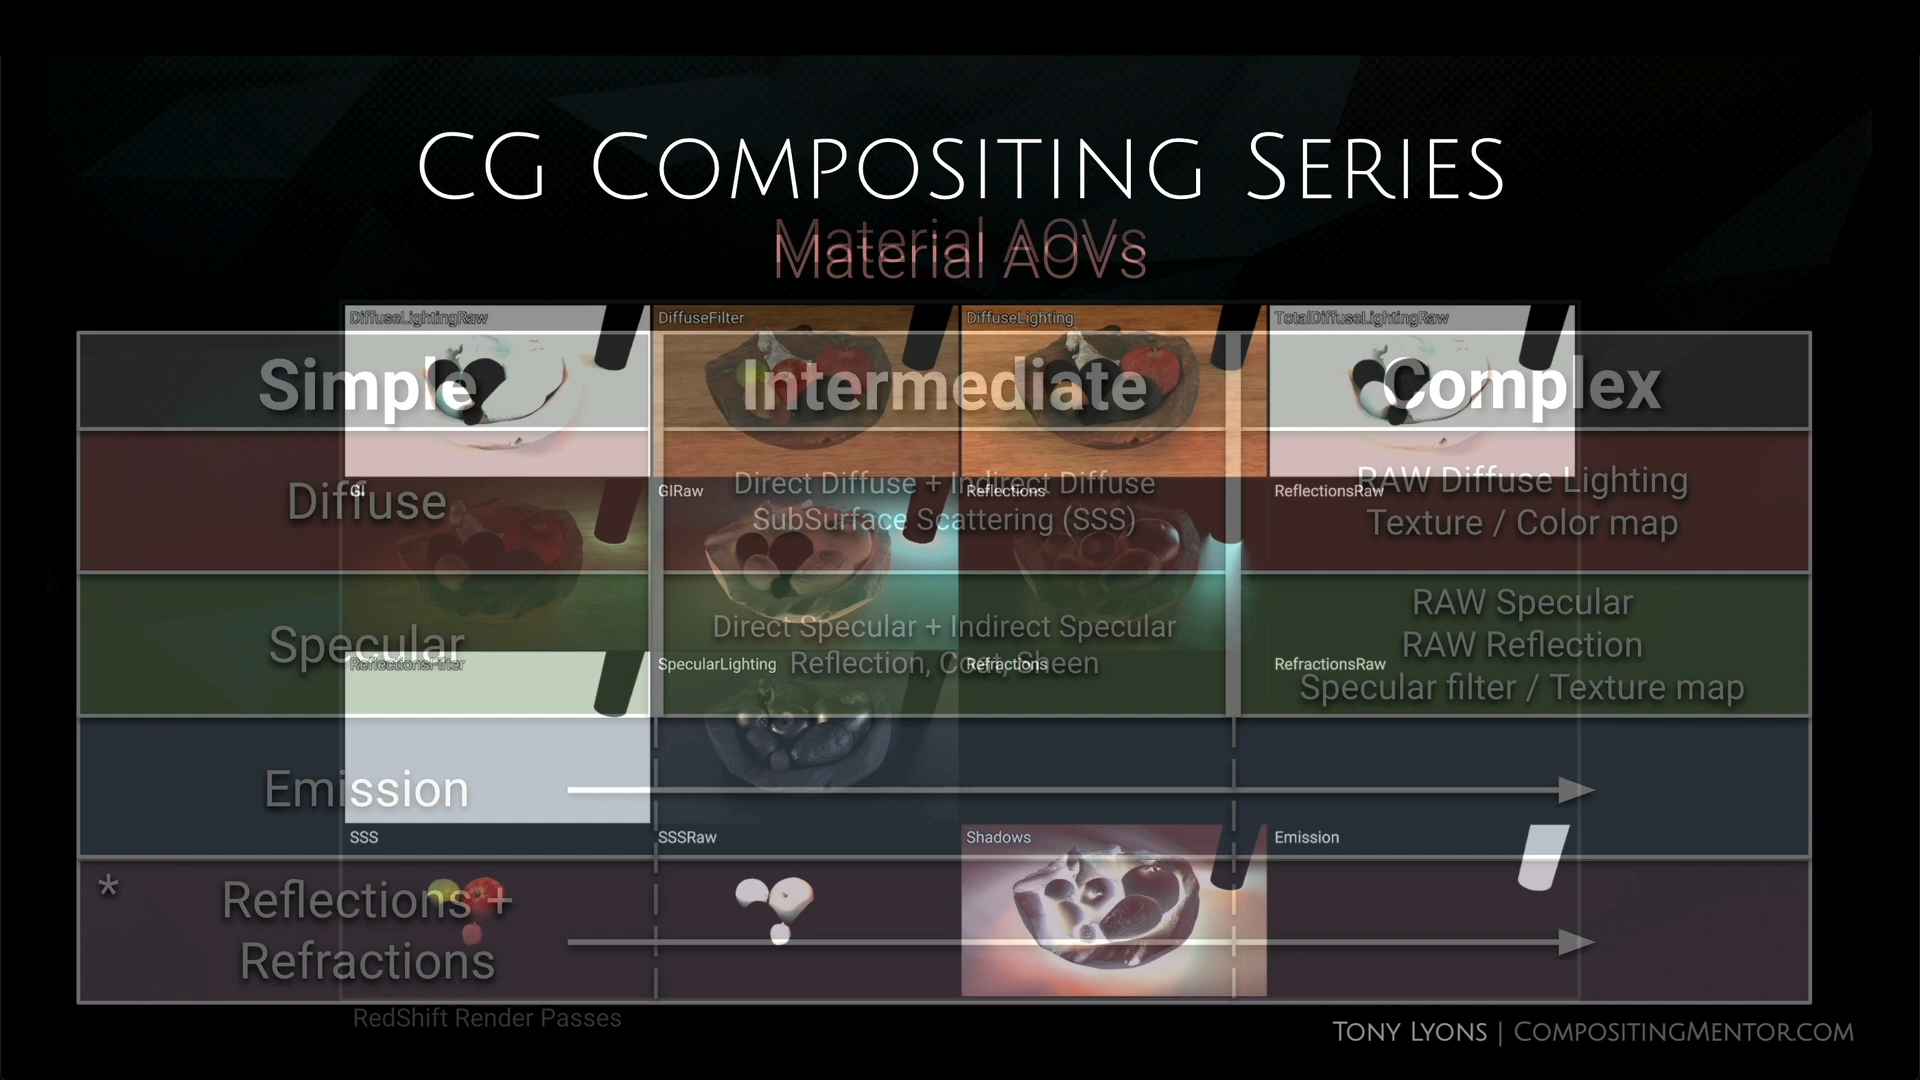 CG Compositing Series
Material AOVs
Material AOVs
DiffuseLightingRaw
DiffuseFilter
DiffuseLighting
TotalDiffuseLightingRaw
Simple
Intermediate
Complex
GI
GIRaw
Reflections
ReflectionsRaw
Diffuse
Direct Diffuse + Indirect Diffuse
SubSurface Scattering (SSS)
RAW Diffuse Lighting
Texture / Color map
Specular
Direct Specular + Indirect Specular
Reflection, Coat, Sheen
RAW Specular
RAW Reflection
Specular filter / Texture map
ReflectionsFilter
SpecularLighting
Refractions
RefractionsRaw
Emission
SSS
SSSRaw
Shadows
Emission
*
Reflections +
Refractions
RedShift Render Passes
Tony Lyons | CompositingMentor.com